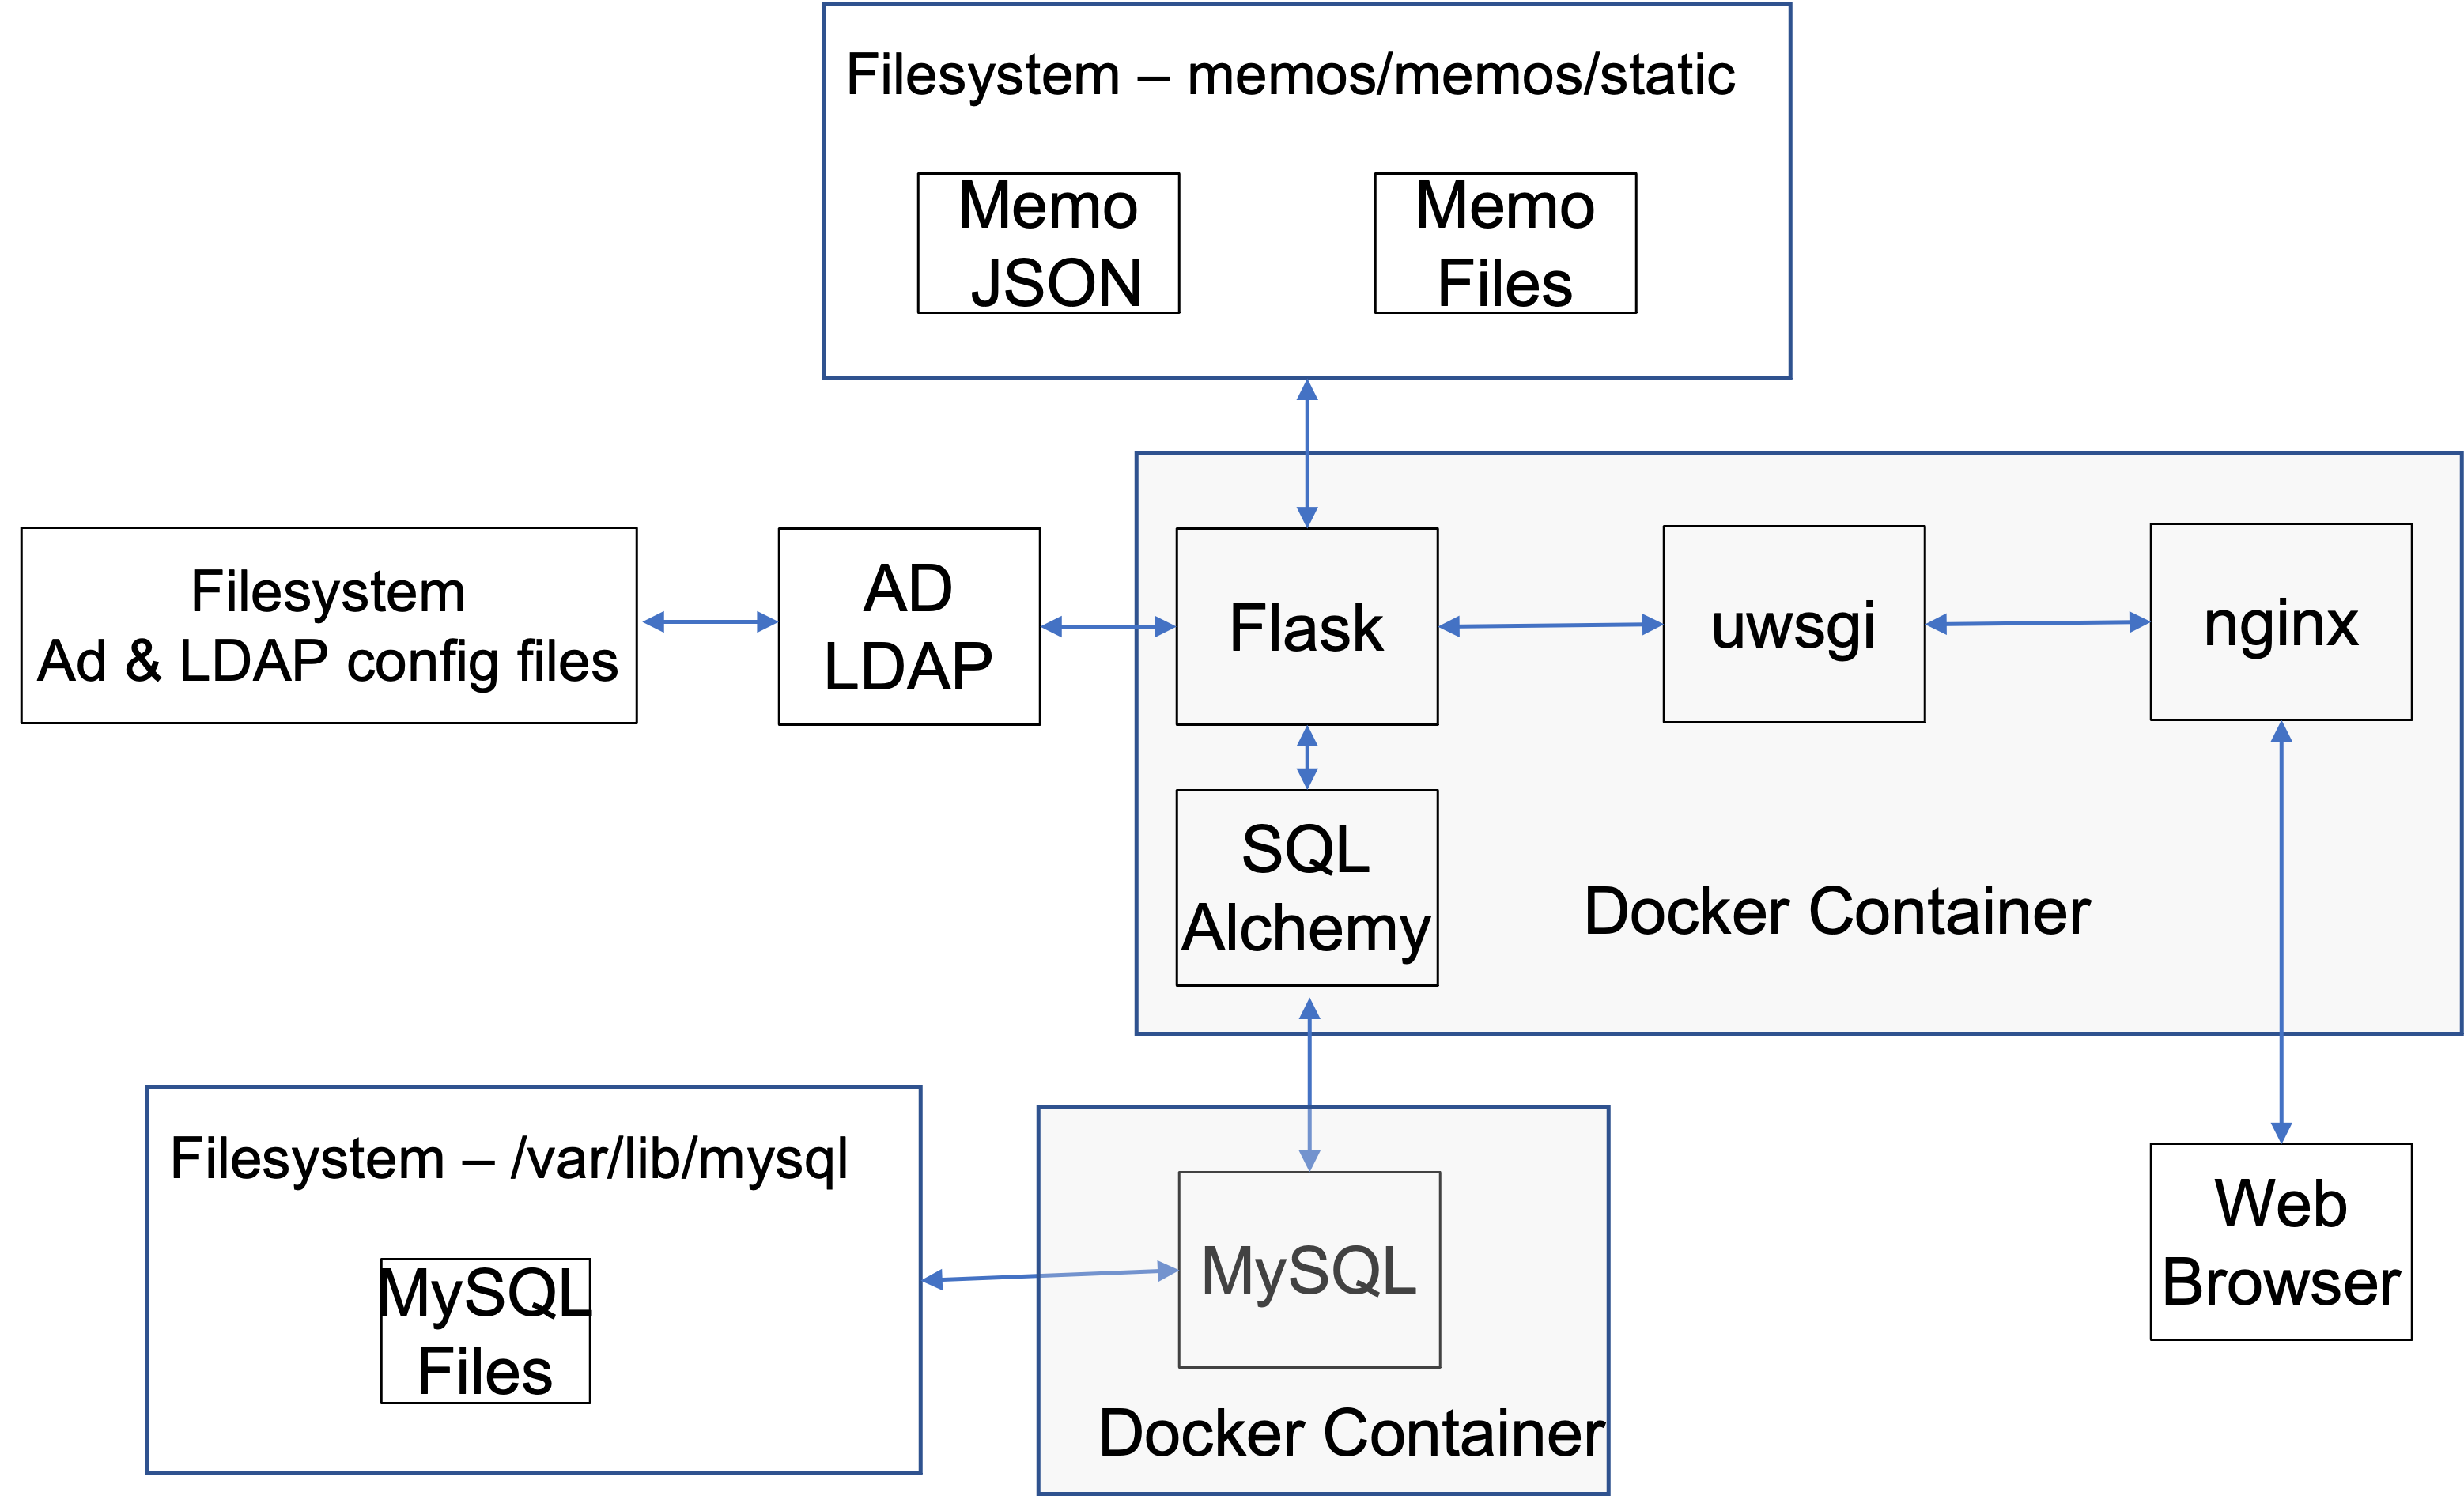 Filesystem – memos/memos/static
Memo
JSON
Memo
Files
Filesystem
Ad & LDAP config files
AD
LDAP
Flask
uwsgi
nginx
SQL
Alchemy
Docker Container
Filesystem – /var/lib/mysql
MySQL
Files
MySQL
Docker Container
Web
Browser